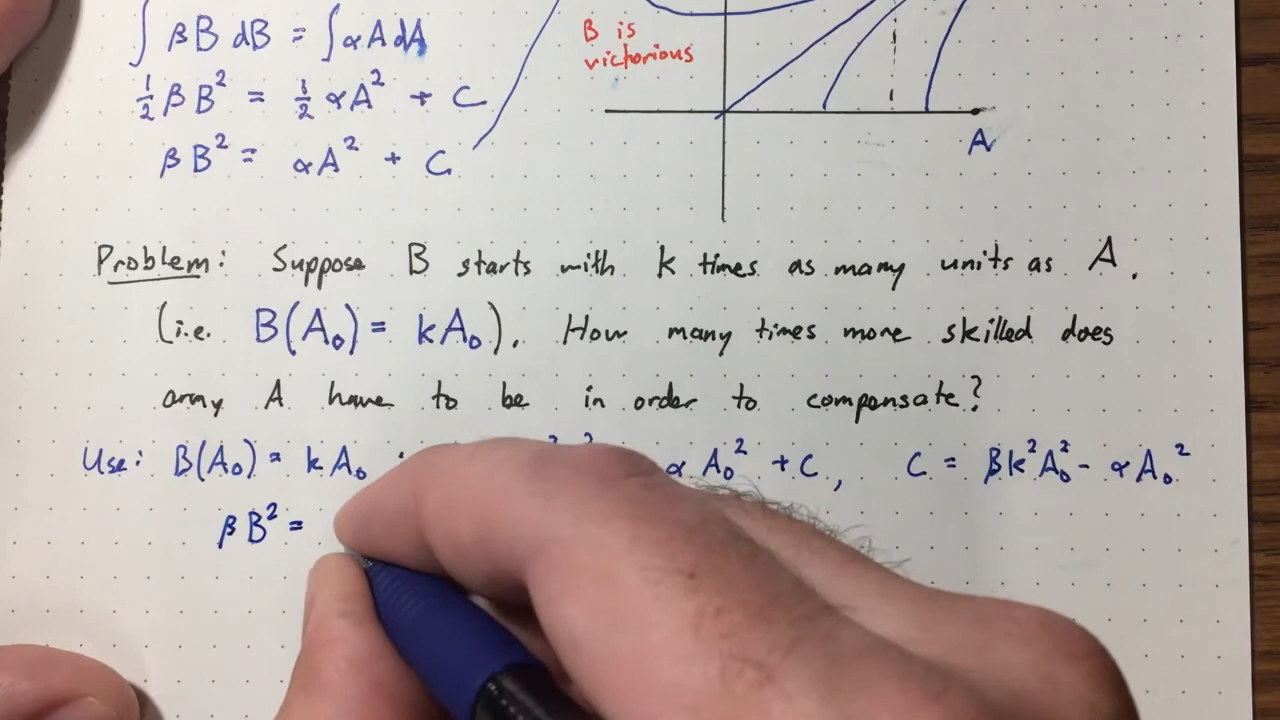 ∫ βB dB = ∫ αA dA
½ βB² = ½ αA² + C
βB² = αA² + C
B is
victorious
A
Problem: Suppose B starts with k times as many units as A.
(i.e. B(A₀) = kA₀). How many times more skilled does
army A have to be in order to compensate?
Use: B(A₀) = kA₀ αA₀² + C, C = βk²A₀² - αA₀²
βB² =